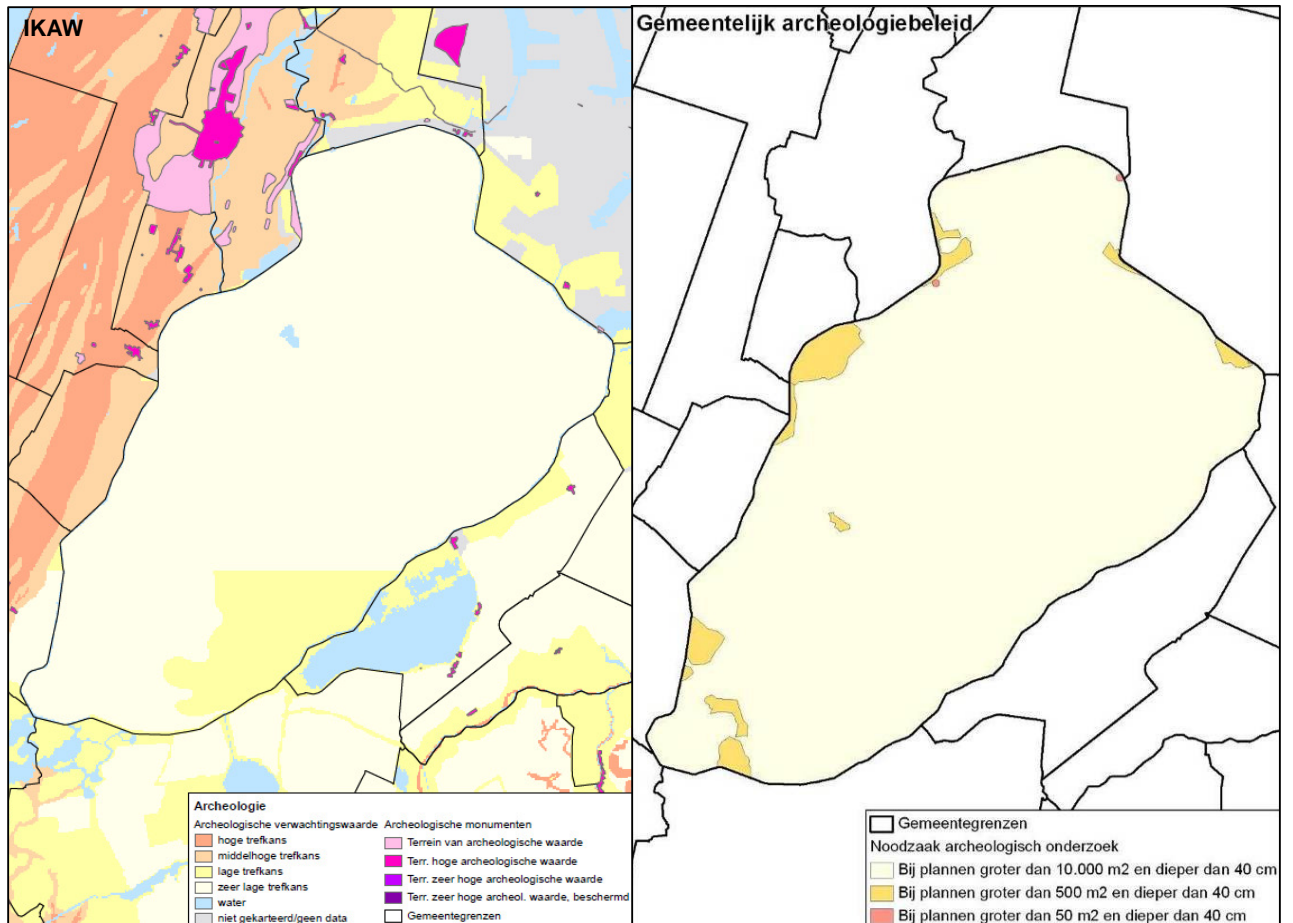 IKAW
Archeologie
Archeologische verwachtingswaarde
hoge trefkans
middelhoge trefkans
lage trefkans
zeer lage trefkans
water
niet gekarteerd/geen data
Archeologische monumenten
Terrein van archeologische waarde
Terr. hoge archeologische waarde
Terr. zeer hoge archeologische waarde
Terr. zeer hoge archeol. waarde, beschermd
Gemeentegrenzen
Gemeentelijk archeologiebeleid
Gemeentegrenzen
Noodzaak archeologisch onderzoek
Bij plannen groter dan 10.000 m2 en dieper dan 40 cm
Bij plannen groter dan 500 m2 en dieper dan 40 cm
Bij plannen groter dan 50 m2 en dieper dan 40 cm